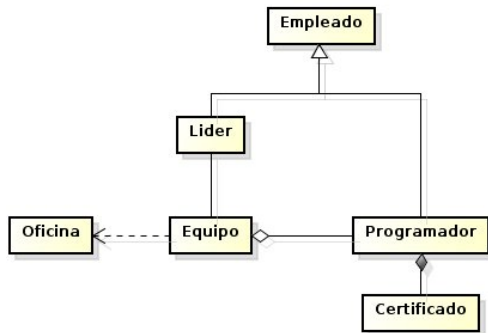 Empleado
Lider
Oficina
Equipo
Programador
Certificado